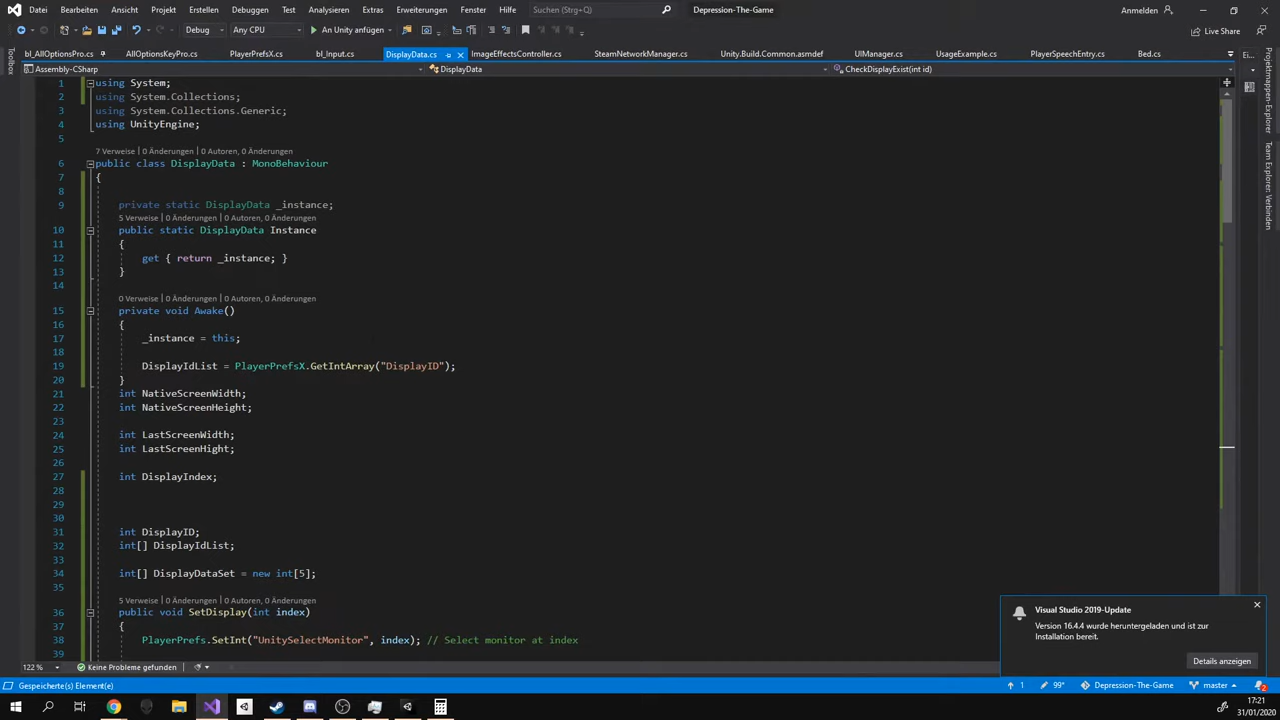 Datei Bearbeiten Ansicht Projekt Erstellen Debuggen Test Analysieren Extras Erweiterungen Fenster Hilfe Suchen (Strg+Q) Depression-The-Game Anmelden
Debug Any CPU An Unity anfügen Live Share
bl_AllOptionsPro.cs AllOptionsKeyPro.cs PlayerPrefsX.cs bl_Input.cs DisplayData.cs ImageEffectsController.cs SteamNetworkManager.cs Unity.Build.Common.asmdef UIManager.cs UsageExample.cs PlayerSpeechEntry.cs Bed.cs Ei...
Toolbox
Assembly-CSharp DisplayData CheckDisplayExist(int id)
Projektmappen-Explorer
Team Explorer: Verbinden
1 using System;
2 using System.Collections;
3 using System.Collections.Generic;
4 using UnityEngine;
5
7 Verweise | 0 Änderungen | 0 Autoren, 0 Änderungen
6 public class DisplayData : MonoBehaviour
7 {
8
9 private static DisplayData _instance;
5 Verweise | 0 Änderungen | 0 Autoren, 0 Änderungen
10 public static DisplayData Instance
11 {
12 get { return _instance; }
13 }
14
0 Verweise | 0 Änderungen | 0 Autoren, 0 Änderungen
15 private void Awake()
16 {
17 _instance = this;
18
19 DisplayIdList = PlayerPrefsX.GetIntArray("DisplayID");
20 }
21 int NativeScreenWidth;
22 int NativeScreenHeight;
23
24 int LastScreenWidth;
25 int LastScreenHight;
26
27 int DisplayIndex;
28
29
30
31 int DisplayID;
32 int[] DisplayIdList;
33
34 int[] DisplayDataSet = new int[5];
35
5 Verweise | 0 Änderungen | 0 Autoren, 0 Änderungen
36 public void SetDisplay(int index)
37 {
38 PlayerPrefs.SetInt("UnitySelectMonitor", index); // Select monitor at index
39
Visual Studio 2019-Update
Version 16.4.4 wurde heruntergeladen und ist zur
Installation bereit.
Details anzeigen
122 % Keine Probleme gefunden
Gespeicherte(s) Element(e) 1 99+ Depression-The-Game master 2
17:21
31/01/2020